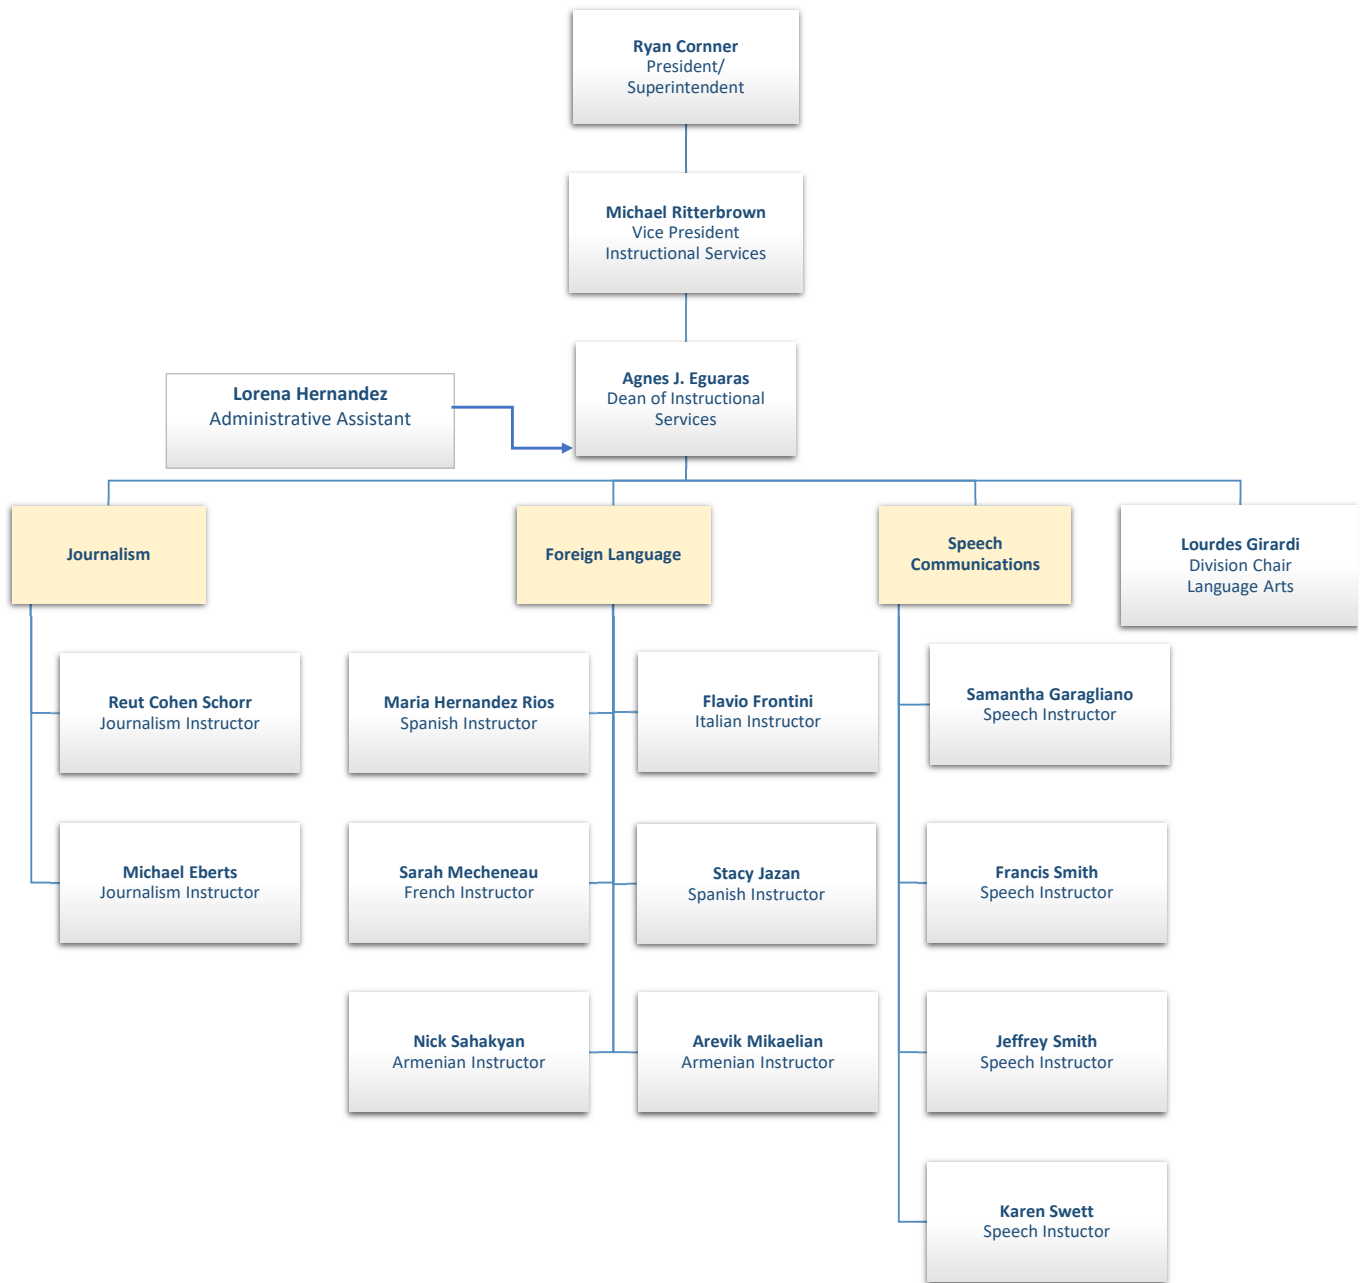 Ryan Cornner
President/
Superintendent
Michael Ritterbrown
Vice President
Instructional Services
Agnes J. Eguaras
Dean of Instructional
Services
Lorena Hernandez
Administrative Assistant
Journalism
Foreign Language
Speech
Communications
Lourdes Girardi
Division Chair
Language Arts
Reut Cohen Schorr
Journalism Instructor
Maria Hernandez Rios
Spanish Instructor
Flavio Frontini
Italian Instructor
Samantha Garagliano
Speech Instructor
Michael Eberts
Journalism Instructor
Sarah Mecheneau
French Instructor
Stacy Jazan
Spanish Instructor
Francis Smith
Speech Instructor
Nick Sahakyan
Armenian Instructor
Arevik Mikaelian
Armenian Instructor
Jeffrey Smith
Speech Instructor
Karen Swett
Speech Instuctor